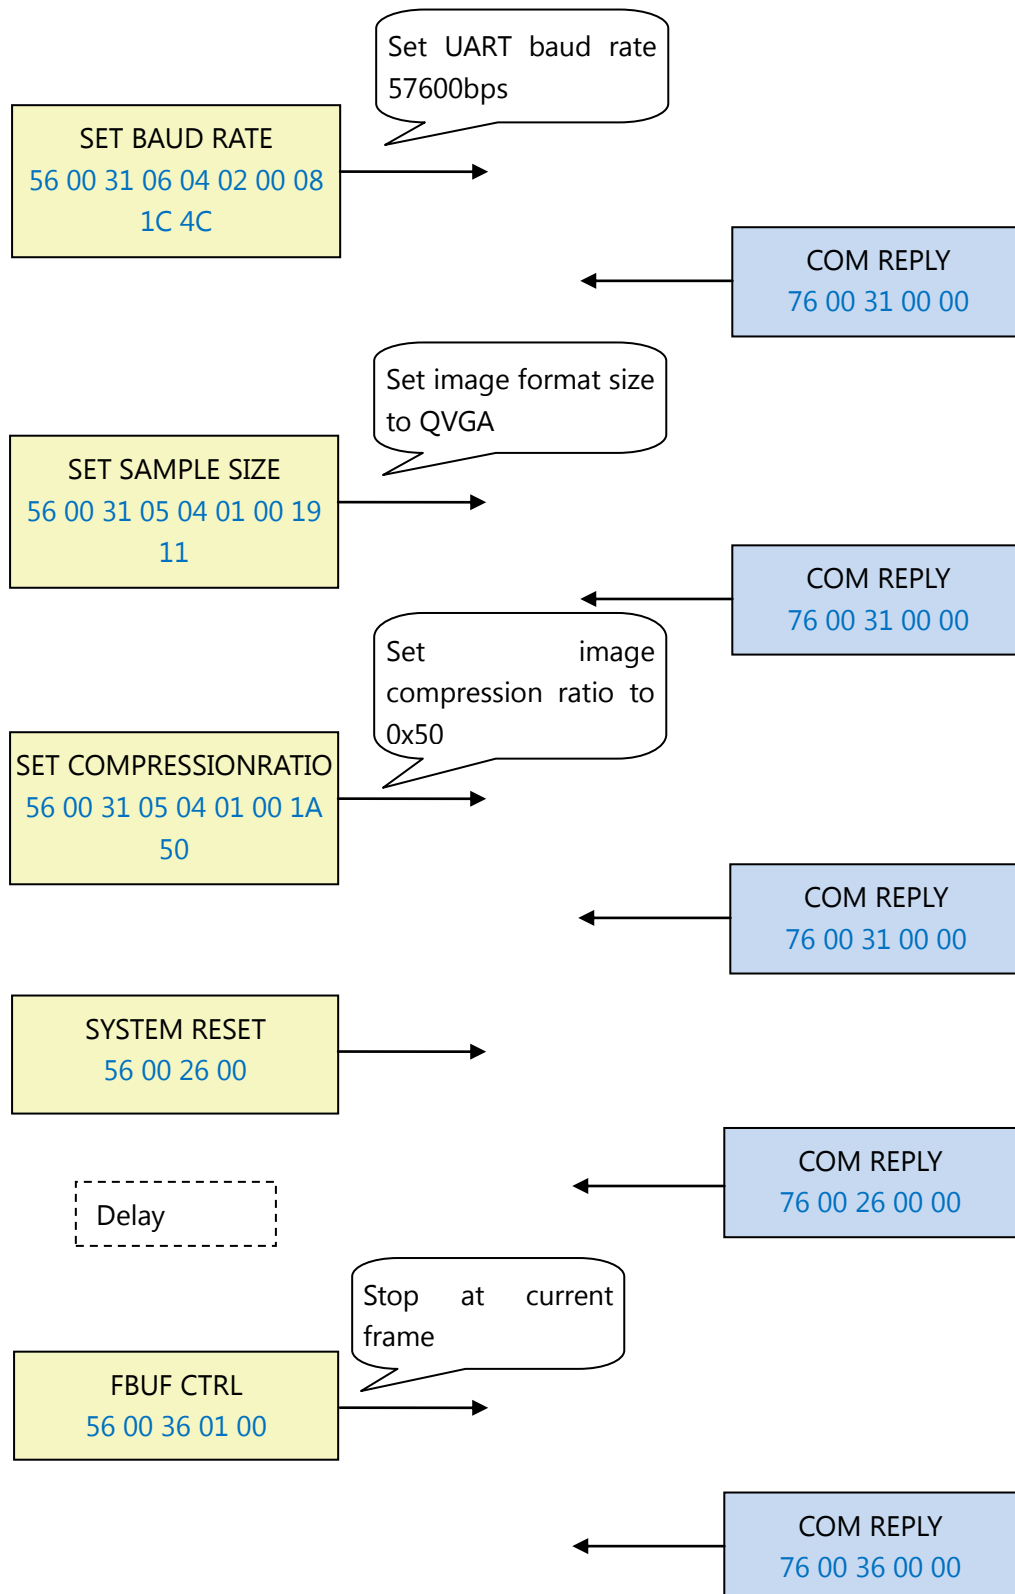 Set UART baud rate
57600bps
SET BAUD RATE
56 00 31 06 04 02 00 08
1C 4C
COM REPLY
76 00 31 00 00
Set image format size
to QVGA
SET SAMPLE SIZE
56 00 31 05 04 01 00 19
11
COM REPLY
76 00 31 00 00
Set image
compression ratio to
0x50
SET COMPRESSIONRATIO
56 00 31 05 04 01 00 1A
50
COM REPLY
76 00 31 00 00
SYSTEM RESET
56 00 26 00
COM REPLY
76 00 26 00 00
Delay
Stop at current
frame
FBUF CTRL
56 00 36 01 00
COM REPLY
76 00 36 00 00